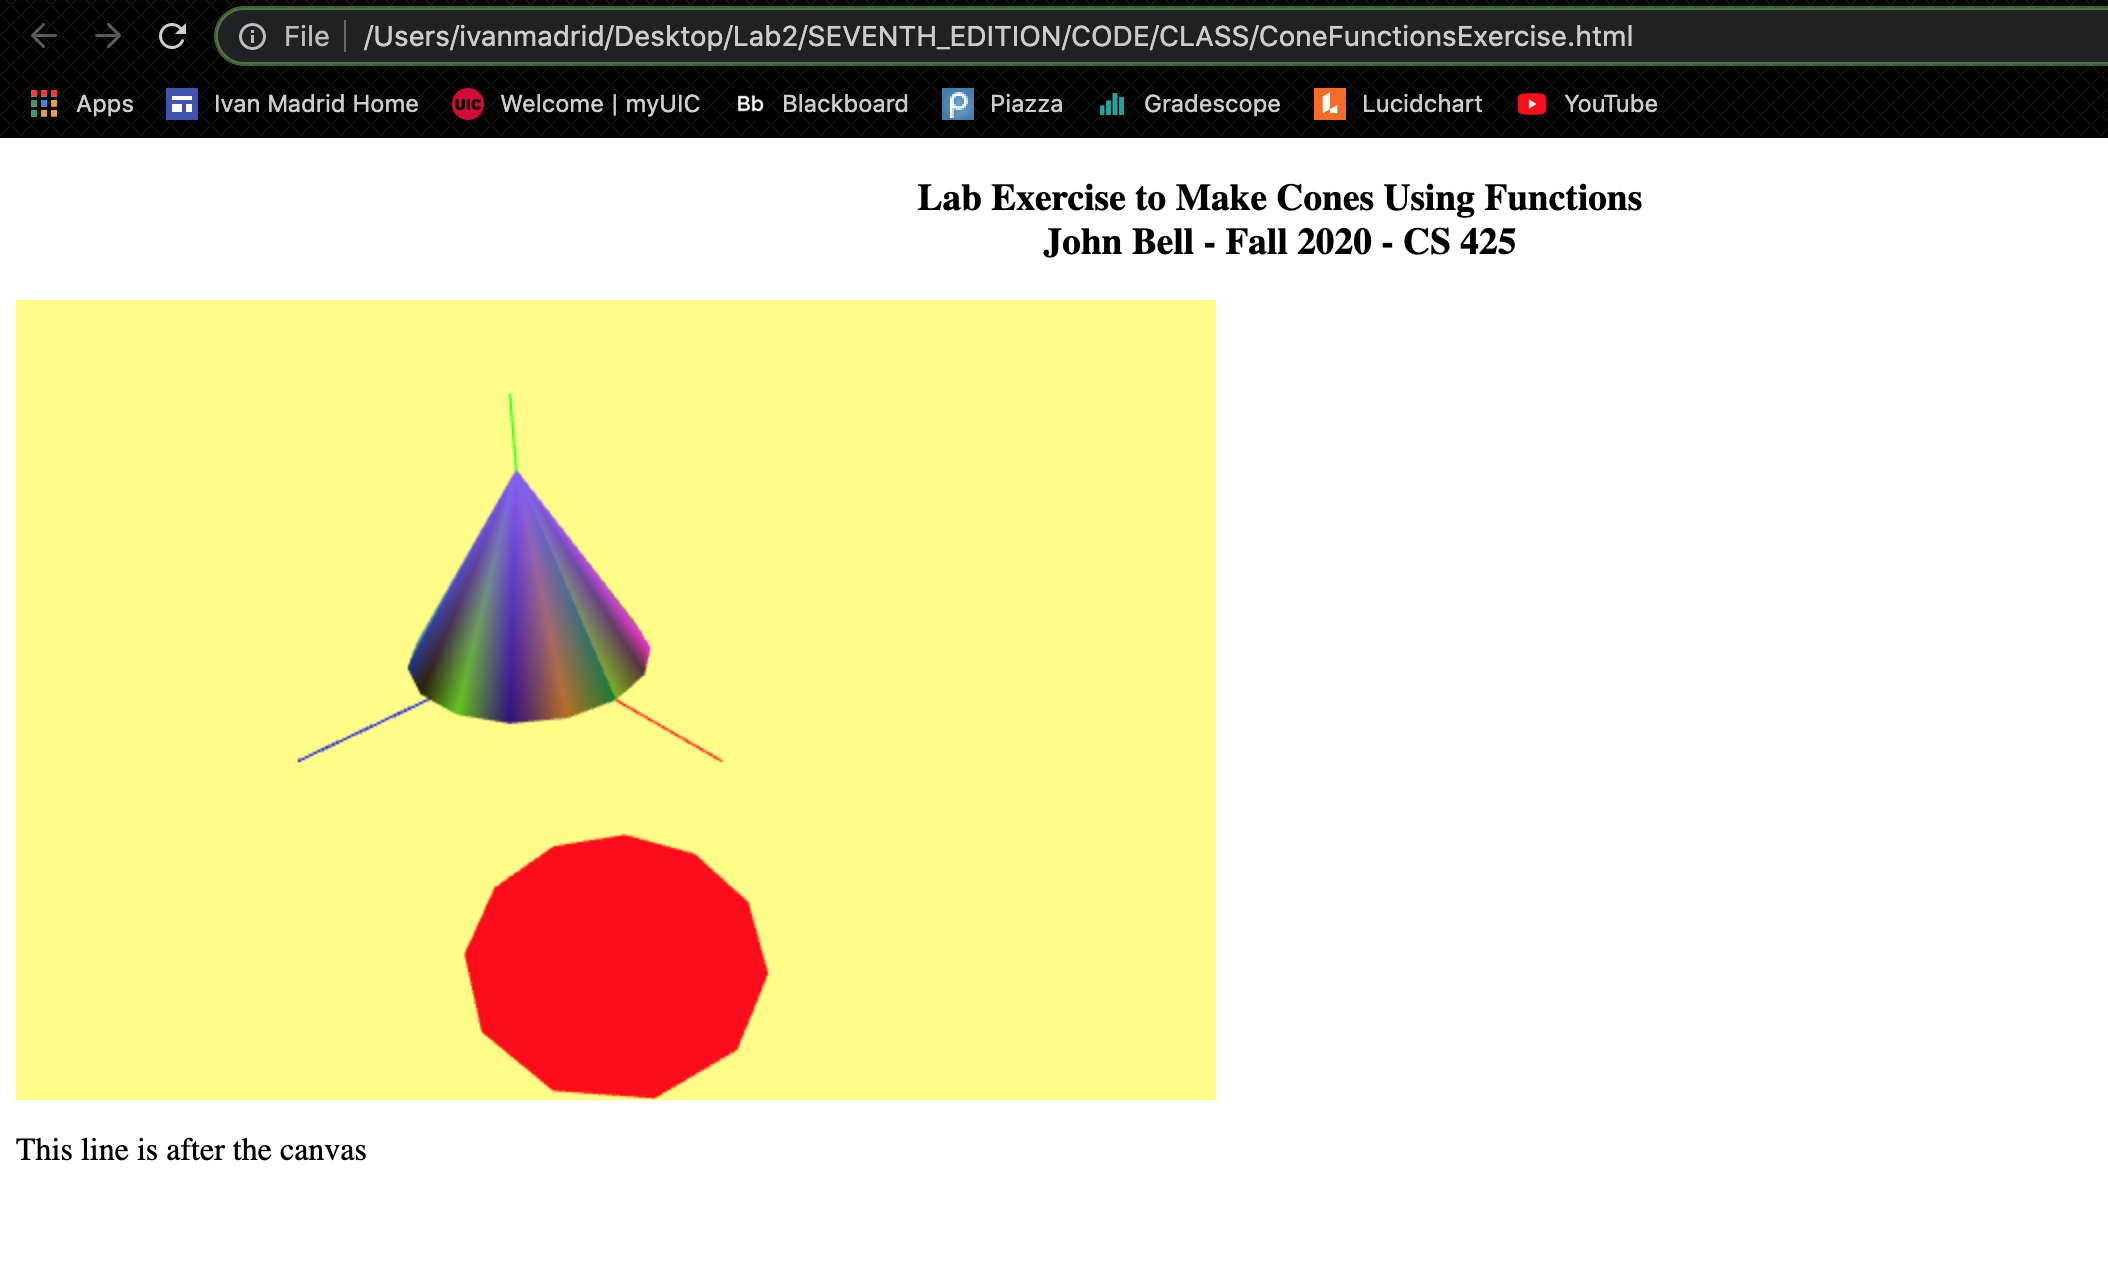 File /Users/ivanmadrid/Desktop/Lab2/SEVENTH_EDITION/CODE/CLASS/ConeFunctionsExercise.html
Apps Ivan Madrid Home UIC Welcome | myUIC Bb Blackboard Piazza Gradescope Lucidchart YouTube
Lab Exercise to Make Cones Using Functions
John Bell - Fall 2020 - CS 425
This line is after the canvas